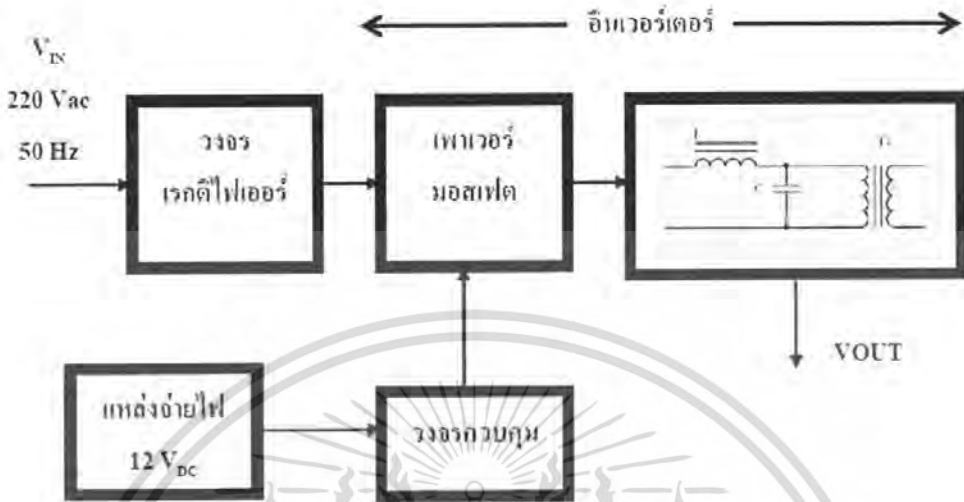 อินเวอร์เตอร์
V_IN
220 Vac
50 Hz
วงจร
เรกติไฟเออร์
เพาเวอร์
มอสเฟต
L
C
VOUT
แหล่งจ่ายไฟ
12 V_DC
วงจรควบคุม